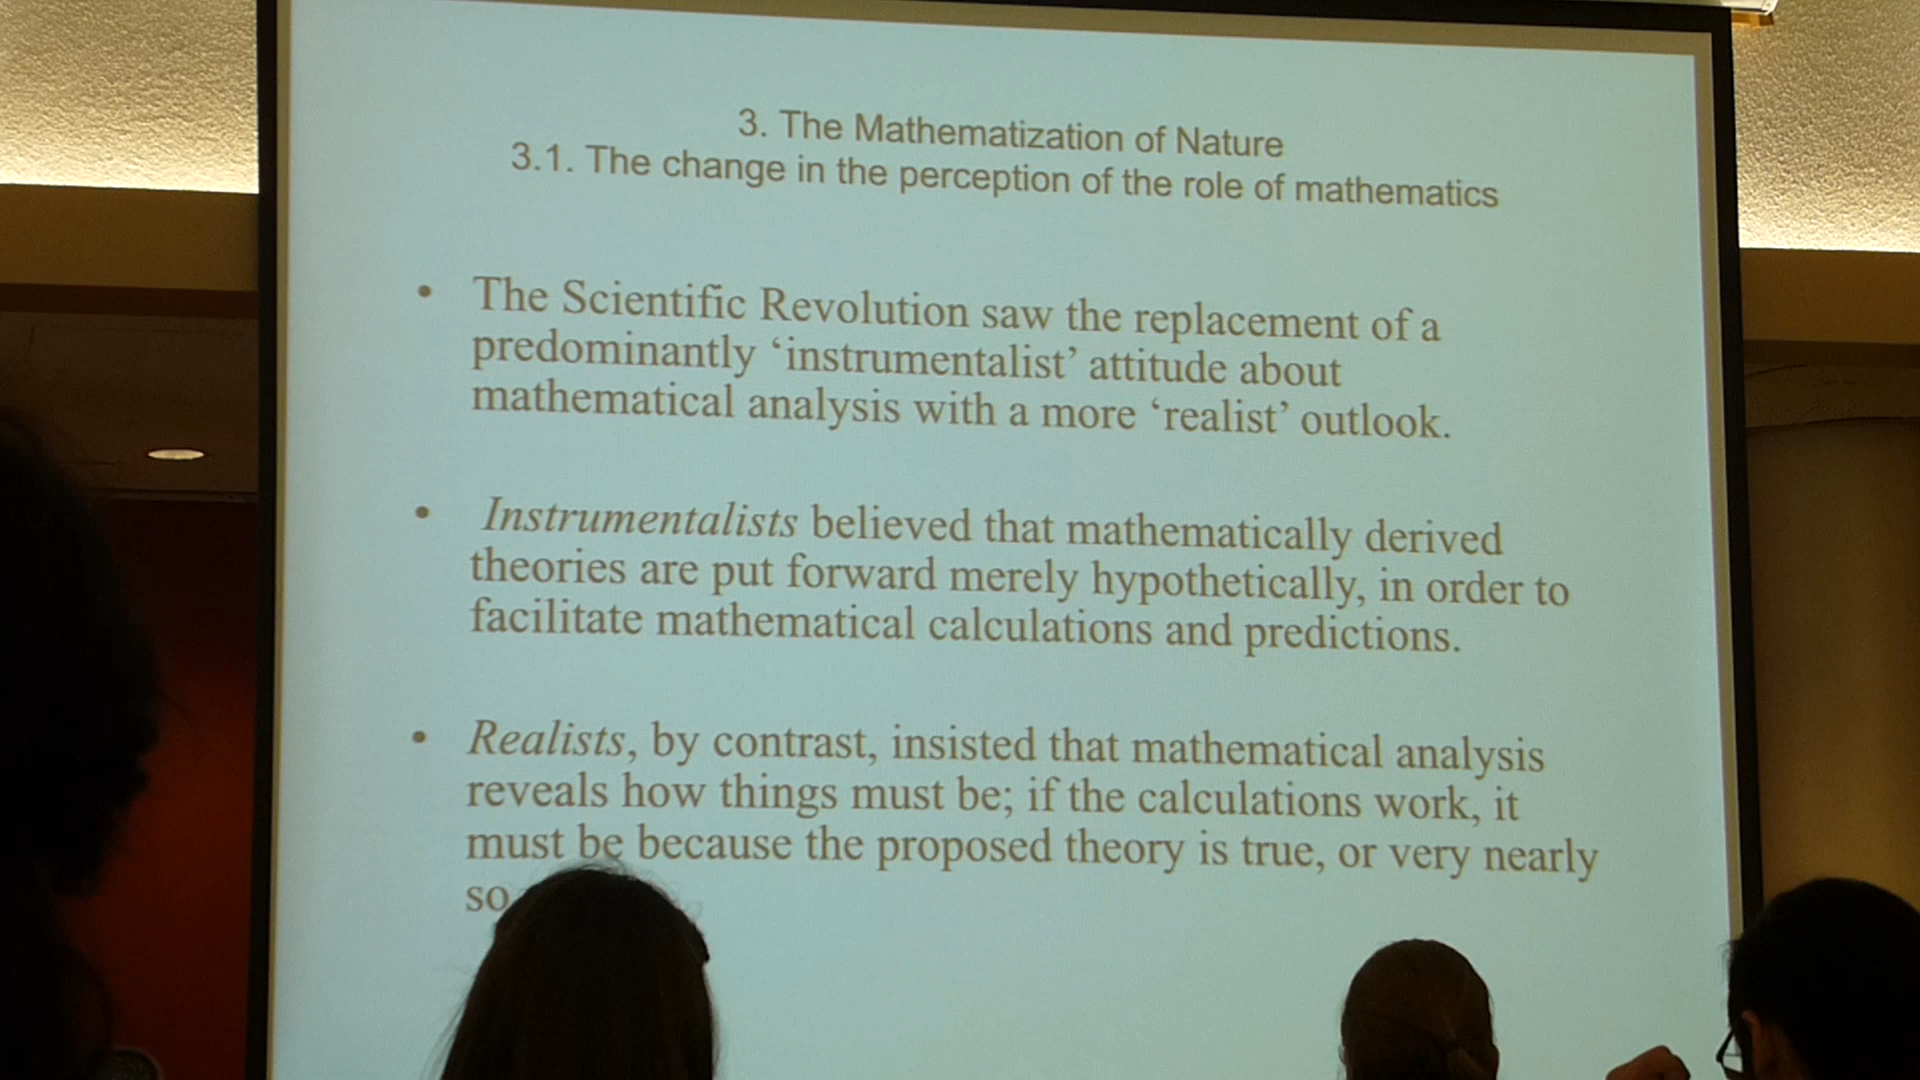 3. The Mathematization of Nature
3.1. The change in the perception of the role of mathematics
• The Scientific Revolution saw the replacement of a
predominantly ‘instrumentalist’ attitude about
mathematical analysis with a more ‘realist’ outlook.
• Instrumentalists believed that mathematically derived
theories are put forward merely hypothetically, in order to
facilitate mathematical calculations and predictions.
• Realists, by contrast, insisted that mathematical analysis
reveals how things must be; if the calculations work, it
must be because the proposed theory is true, or very nearly
so